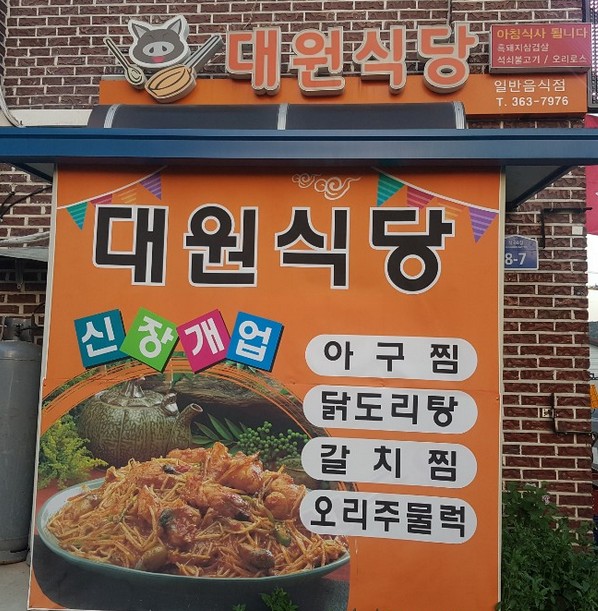 대원식당
아침식사 됩니다
흑돼지삼겹살
석쇠불고기 / 오리로스
일반음식점
T. 363-7976
대원식당
8-7
신장개업
아구찜
닭도리탕
갈치찜
오리주물럭